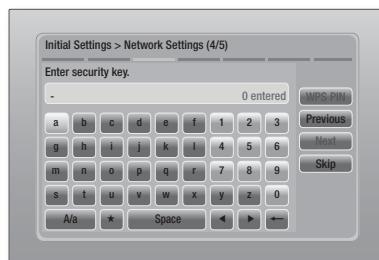 Initial Settings > Network Settings (4/5)
Enter security key.
- 0 entered WPS PIN
a b c d e f 1 2 3 Previous
g h i j k l 4 5 6 Next
m n o p q r 7 8 9 Skip
s t u v w x y z 0
A/a ★ Space ◀ ▶ ←